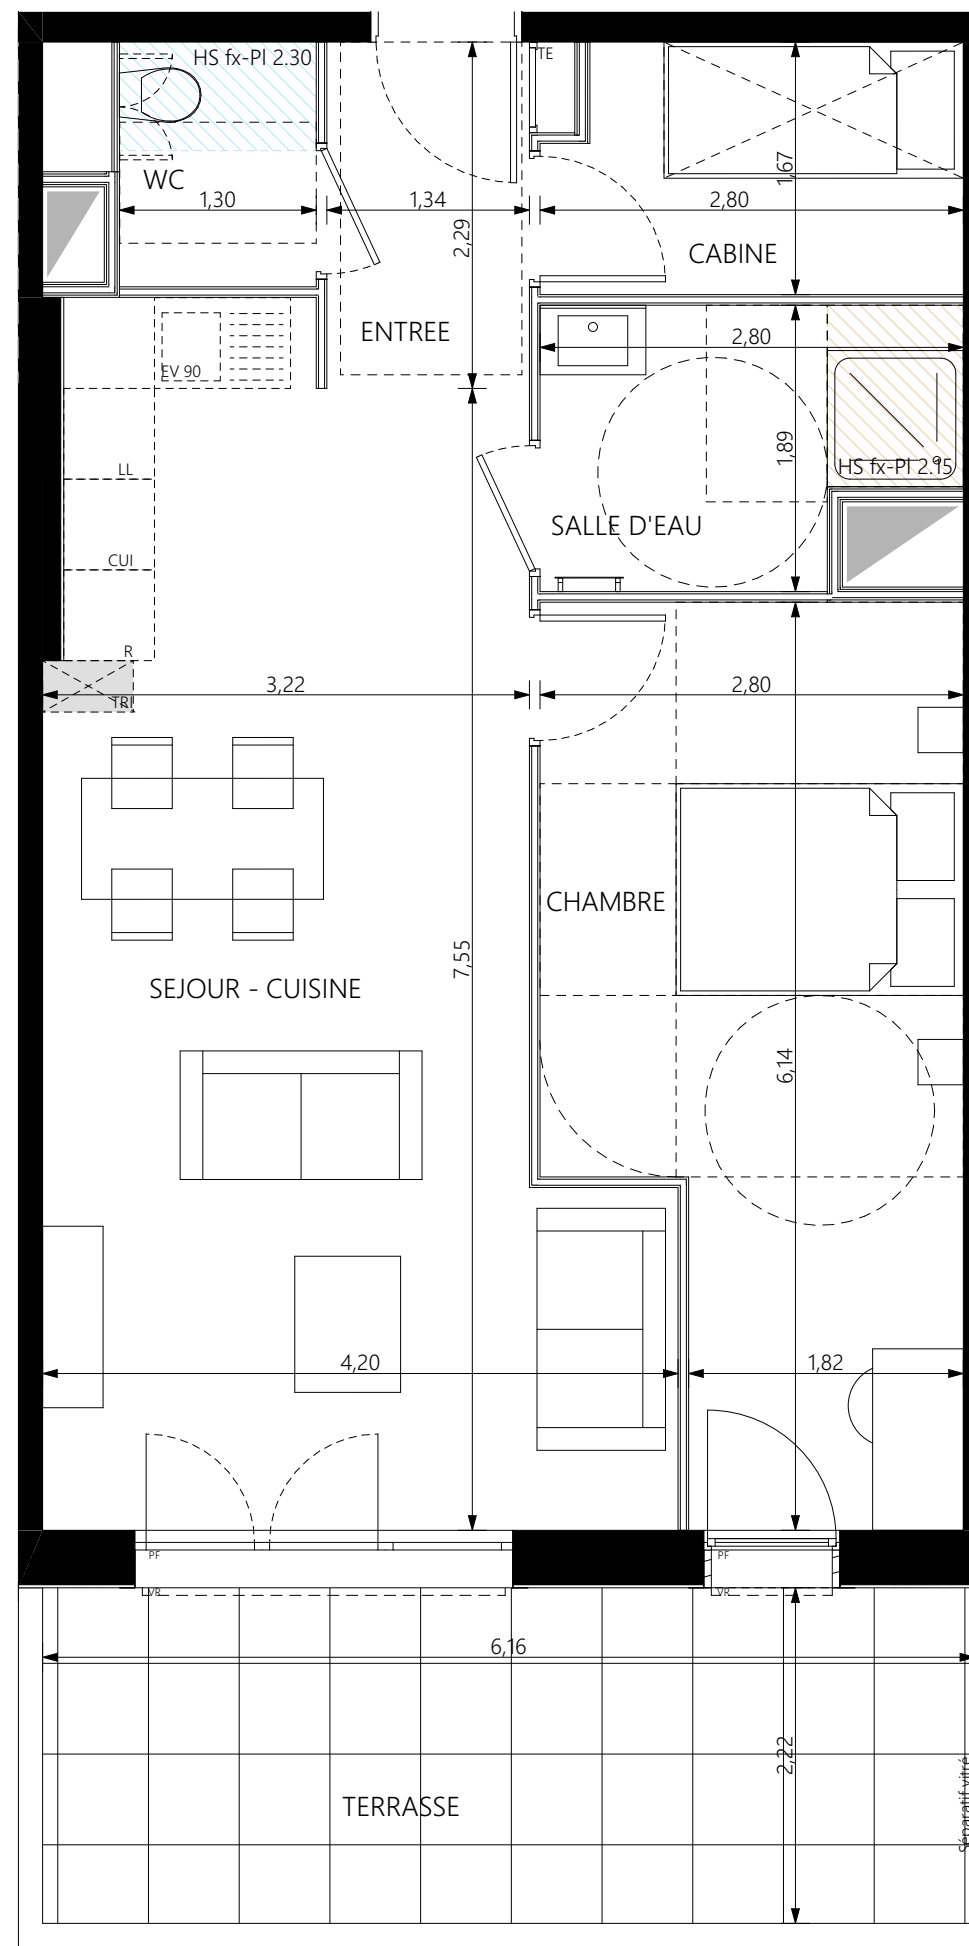 HS fx-Pl 2.30
TE
WC
1,30
1,34
2,29
2,80
1,67
CABINE
ENTREE
2,80
EV 90
1,89
LL
HS fx-Pl 2.15
SALLE D'EAU
CUI
R
TRI
3,22
2,80
CHAMBRE
7,55
SEJOUR - CUISINE
6,14
4,20
1,82
PF
VR
PF
VR
6,16
2,22
TERRASSE
Séparatif vitré